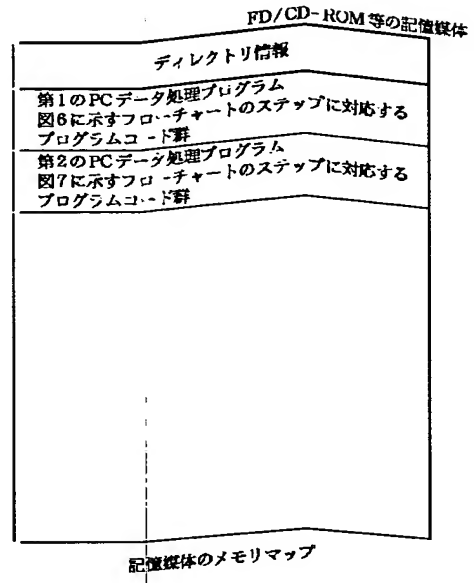 FD/CD-ROM等の記憶媒体
ディレクトリ情報
第1のPCデータ処理プログラム
図6に示すフローチャートのステップに対応する
プログラムコード群
第2のPCデータ処理プログラム
図7に示すフローチャートのステップに対応する
プログラムコード群
記憶媒体のメモリマップ